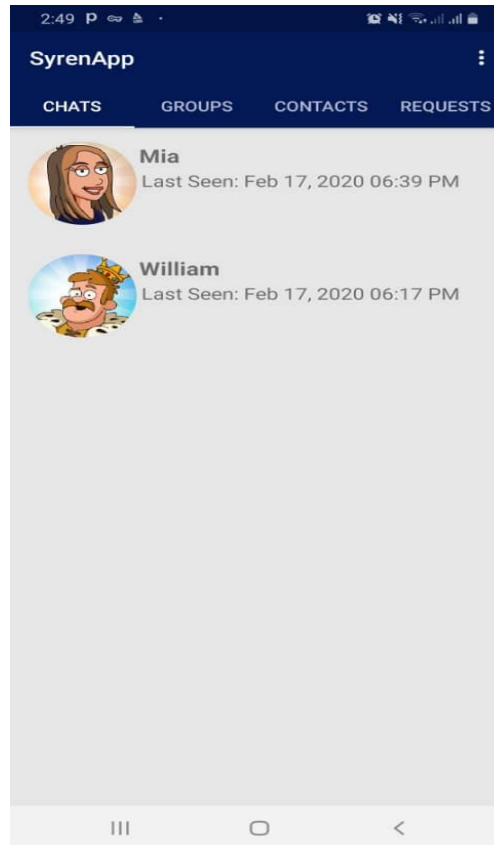 2:49 P
SyrenApp
CHATS GROUPS CONTACTS REQUESTS
Mia
Last Seen: Feb 17, 2020 06:39 PM
William
Last Seen: Feb 17, 2020 06:17 PM